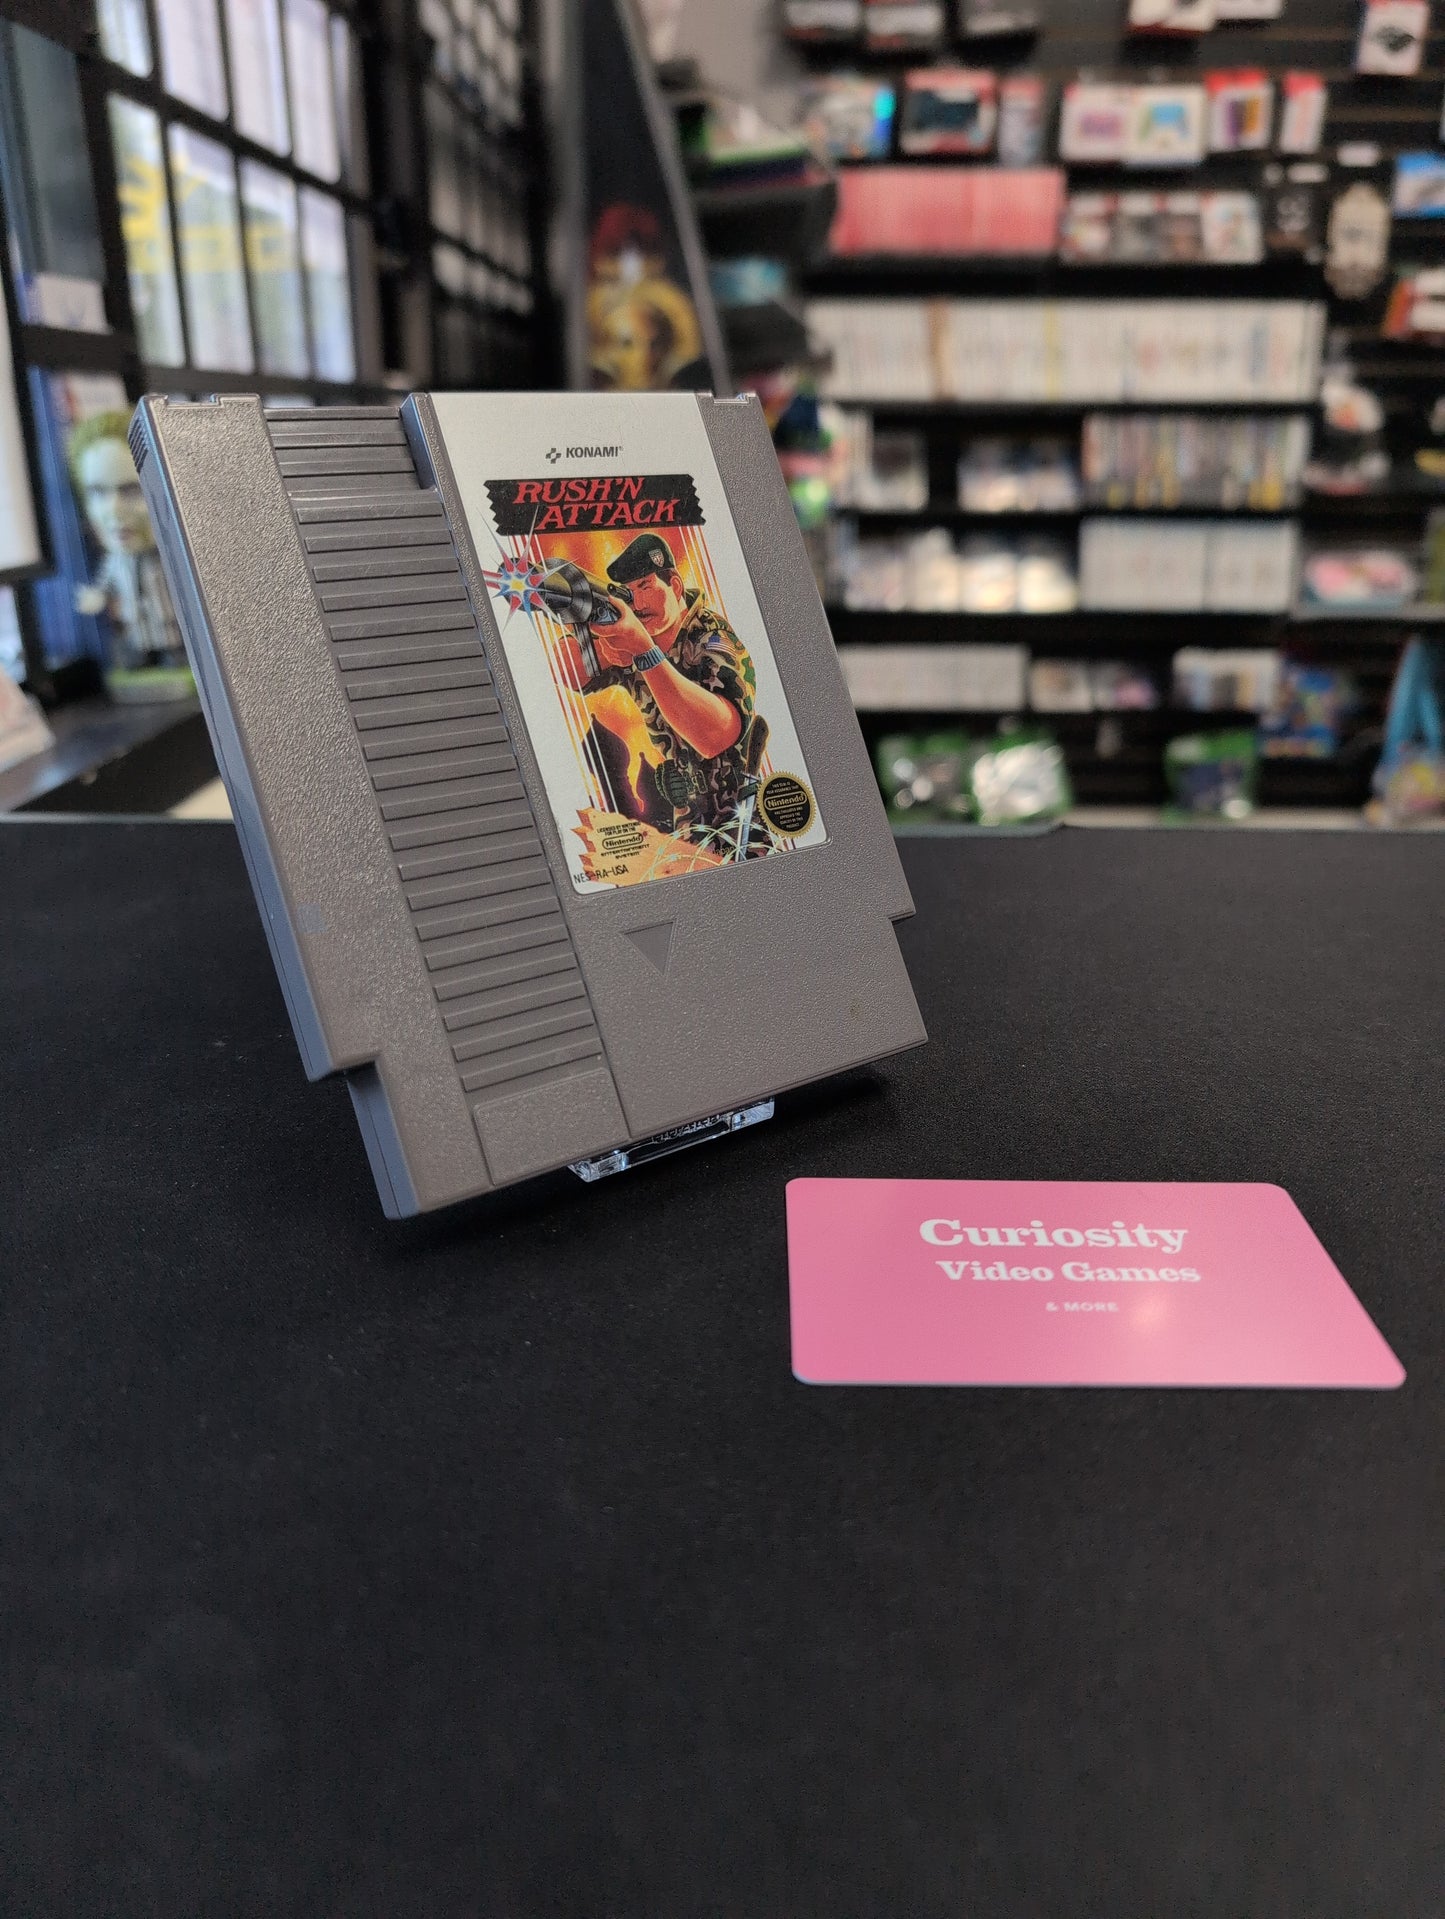 KONAMI®
RUSH'N
ATTACK
LICENSED BY NINTENDO
FOR PLAY ON THE
Nintendo
ENTERTAINMENT
SYSTEM
NES-RA-USA
Nintendo
Curiosity
Video Games
& MORE